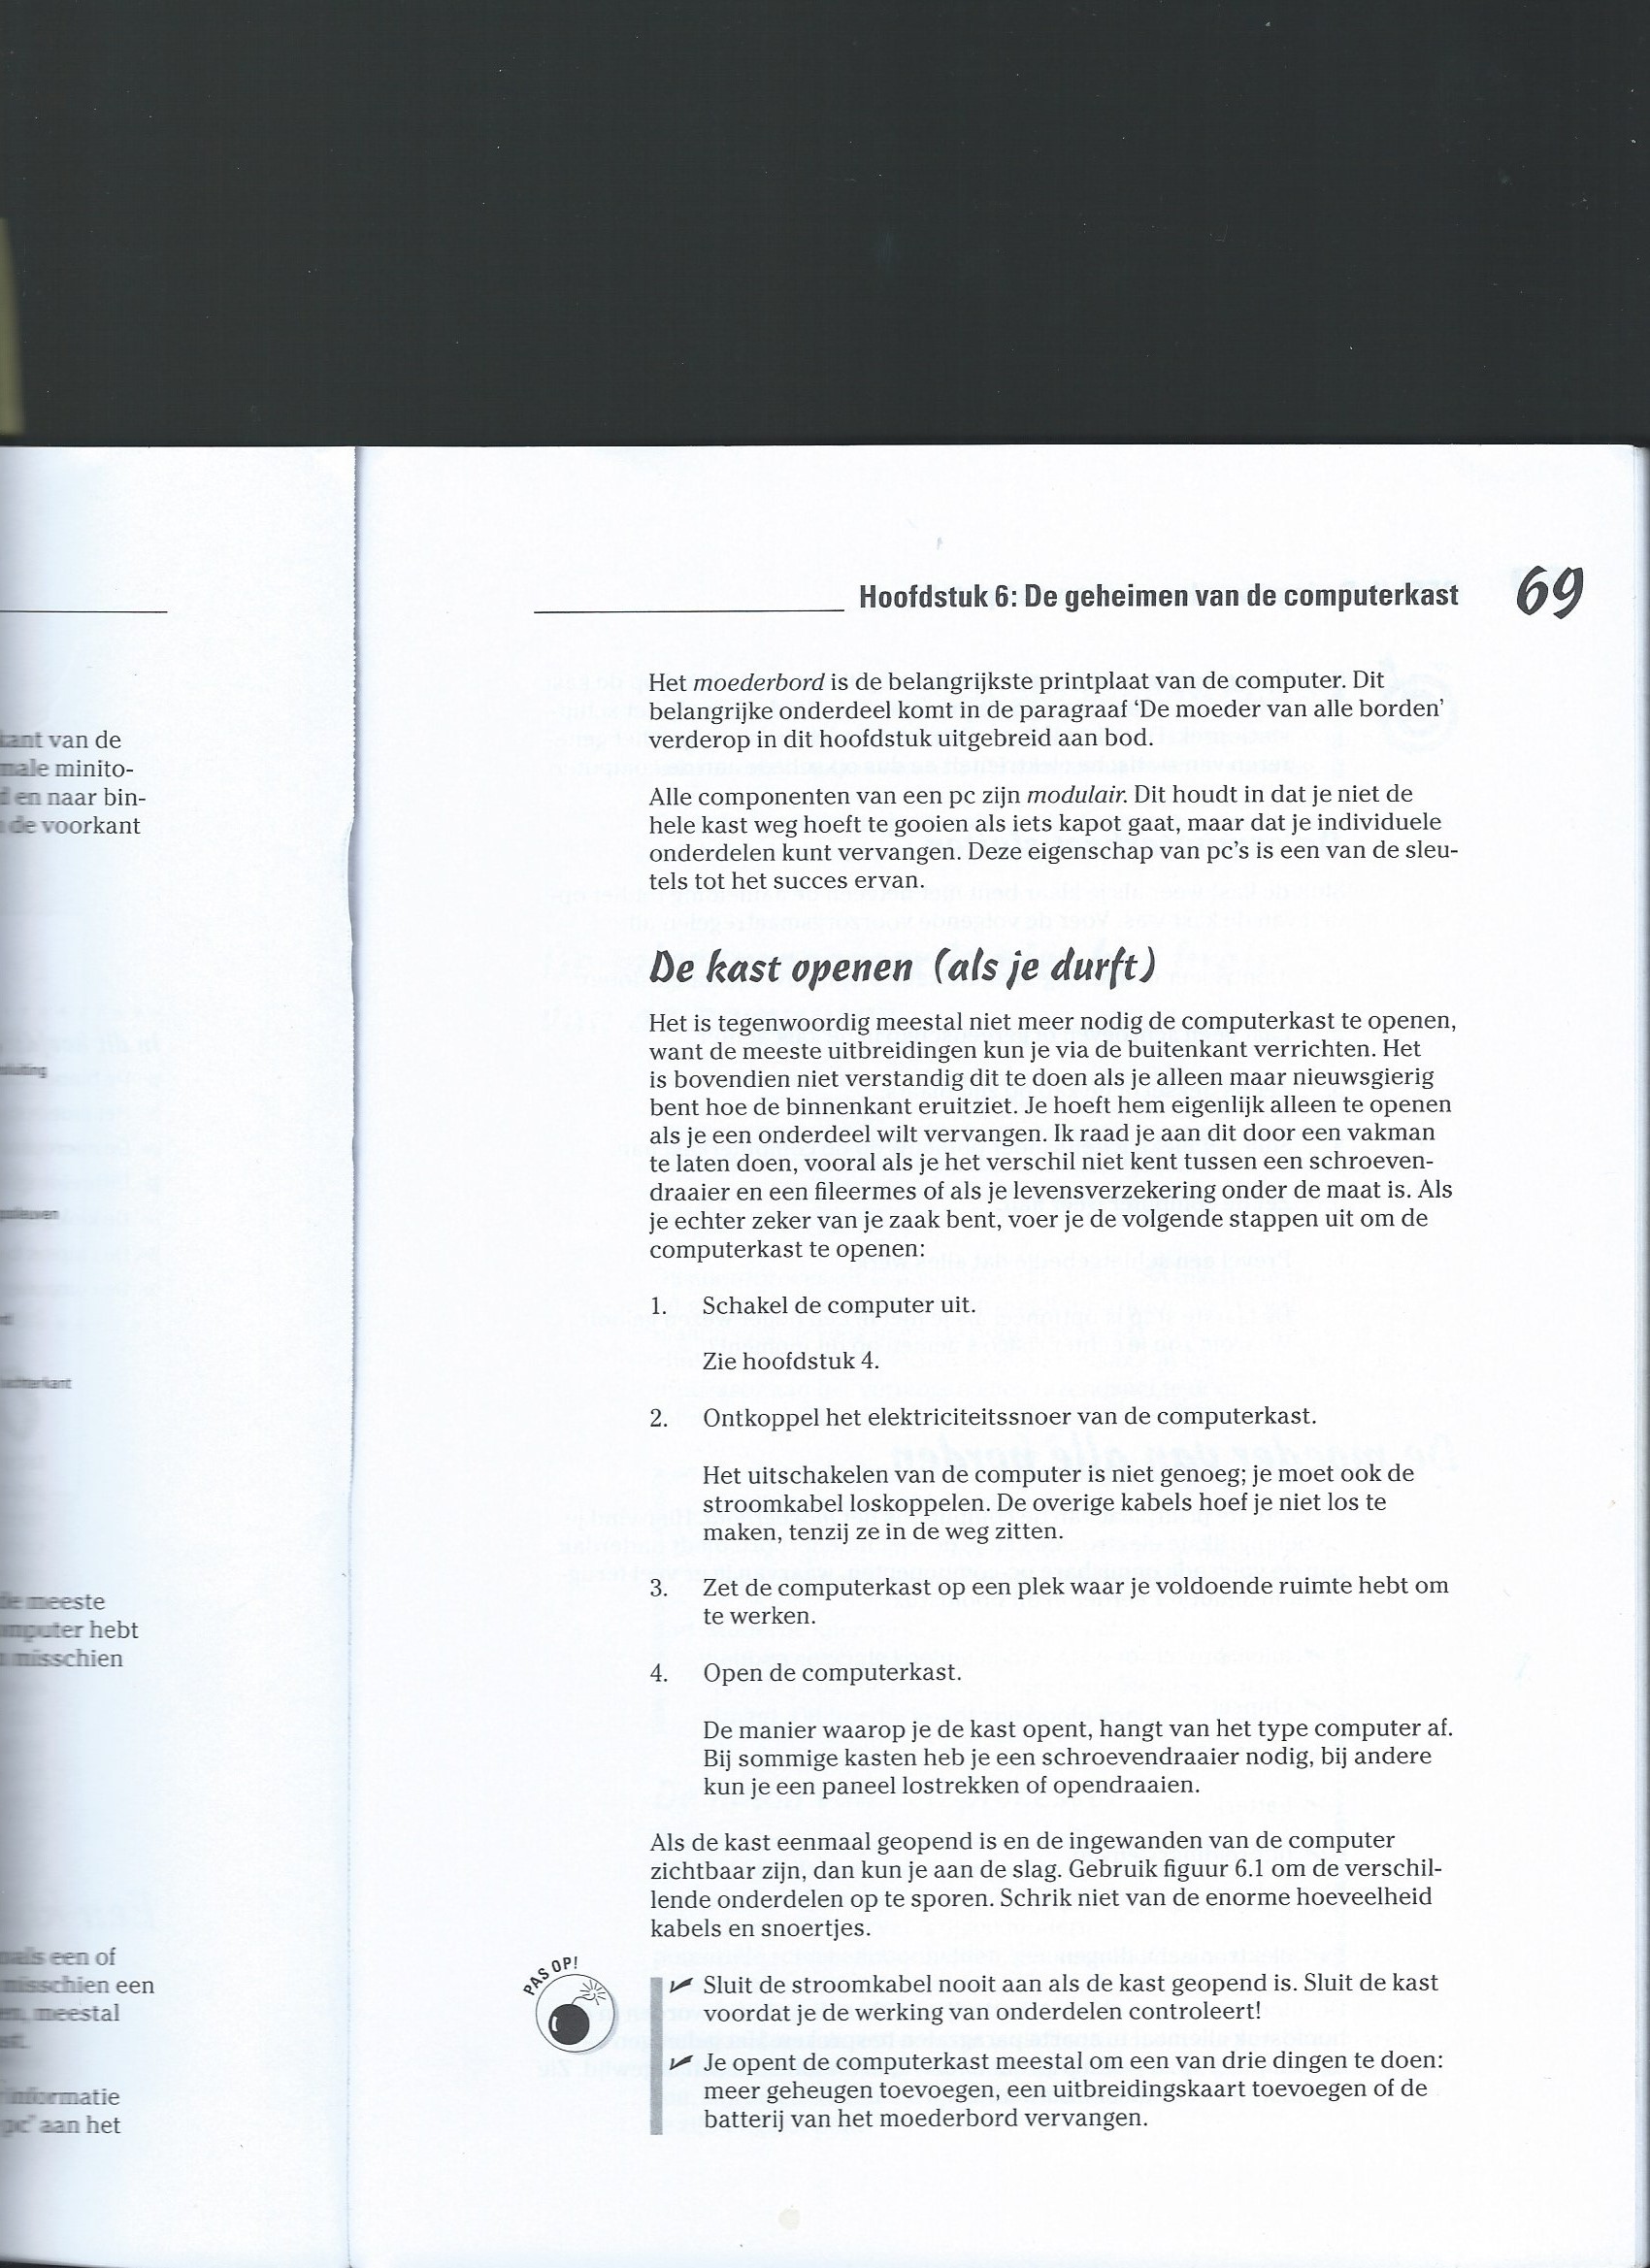 kant van de
male minito-
en naar bin-
de voorkant
achterkant
De meeste
computer hebt
misschien
een of
misschien een
en, meestal
informatie
pc' aan het
Hoofdstuk 6: De geheimen van de computerkast 69
Het moederbord is de belangrijkste printplaat van de computer. Dit
belangrijke onderdeel komt in de paragraaf ‘De moeder van alle borden’
verderop in dit hoofdstuk uitgebreid aan bod.
Alle componenten van een pc zijn modulair. Dit houdt in dat je niet de
hele kast weg hoeft te gooien als iets kapot gaat, maar dat je individuele
onderdelen kunt vervangen. Deze eigenschap van pc's is een van de sleu-
tels tot het succes ervan.
De kast openen (als je durft)
Het is tegenwoordig meestal niet meer nodig de computerkast te openen,
want de meeste uitbreidingen kun je via de buitenkant verrichten. Het
is bovendien niet verstandig dit te doen als je alleen maar nieuwsgierig
bent hoe de binnenkant eruitziet. Je hoeft hem eigenlijk alleen te openen
als je een onderdeel wilt vervangen. Ik raad je aan dit door een vakman
te laten doen, vooral als je het verschil niet kent tussen een schroeven-
draaier en een fileermes of als je levensverzekering onder de maat is. Als
je echter zeker van je zaak bent, voer je de volgende stappen uit om de
computerkast te openen:
1. Schakel de computer uit.
Zie hoofdstuk 4.
2. Ontkoppel het elektriciteitssnoer van de computerkast.
Het uitschakelen van de computer is niet genoeg; je moet ook de
stroomkabel loskoppelen. De overige kabels hoef je niet los te
maken, tenzij ze in de weg zitten.
3. Zet de computerkast op een plek waar je voldoende ruimte hebt om
te werken.
4. Open de computerkast.
De manier waarop je de kast opent, hangt van het type computer af.
Bij sommige kasten heb je een schroevendraaier nodig, bij andere
kun je een paneel lostrekken of opendraaien.
Als de kast eenmaal geopend is en de ingewanden van de computer
zichtbaar zijn, dan kun je aan de slag. Gebruik figuur 6.1 om de verschil-
lende onderdelen op te sporen. Schrik niet van de enorme hoeveelheid
kabels en snoertjes.
PAS OP!
Sluit de stroomkabel nooit aan als de kast geopend is. Sluit de kast
voordat je de werking van onderdelen controleert!
Je opent de computerkast meestal om een van drie dingen te doen:
meer geheugen toevoegen, een uitbreidingskaart toevoegen of de
batterij van het moederbord vervangen.